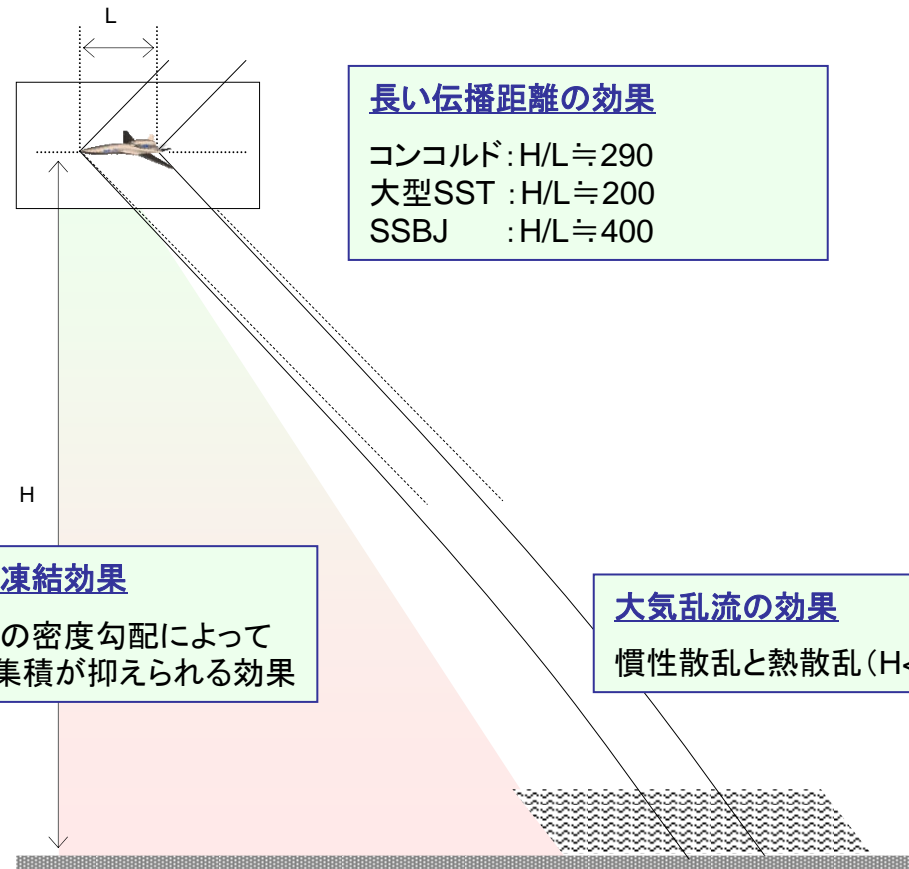 L
長い伝播距離の効果
コンコルド：H/L≒290
大型SST ：H/L≒200
SSBJ ：H/L≒400
H
凍結効果
の密度勾配によって
集積が抑えられる効果
大気乱流の効果
慣性散乱と熱散乱（H<